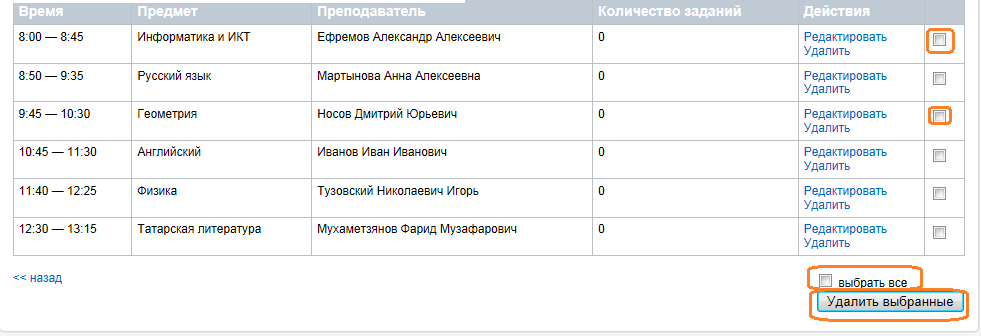 Время Предмет Преподаватель Количество заданий Действия
8:00 — 8:45 Информатика и ИКТ Ефремов Александр Алексеевич 0 Редактировать
Удалить
8:50 — 9:35 Русский язык Мартынова Анна Алексеевна 0 Редактировать
Удалить
9:45 — 10:30 Геометрия Носов Дмитрий Юрьевич 0 Редактировать
Удалить
10:45 — 11:30 Английский Иванов Иван Иванович 0 Редактировать
Удалить
11:40 — 12:25 Физика Тузовский Николаевич Игорь 0 Редактировать
Удалить
12:30 — 13:15 Татарская литература Мухаметзянов Фарид Музафарович 0 Редактировать
Удалить
<< назад
выбрать все
Удалить выбранные